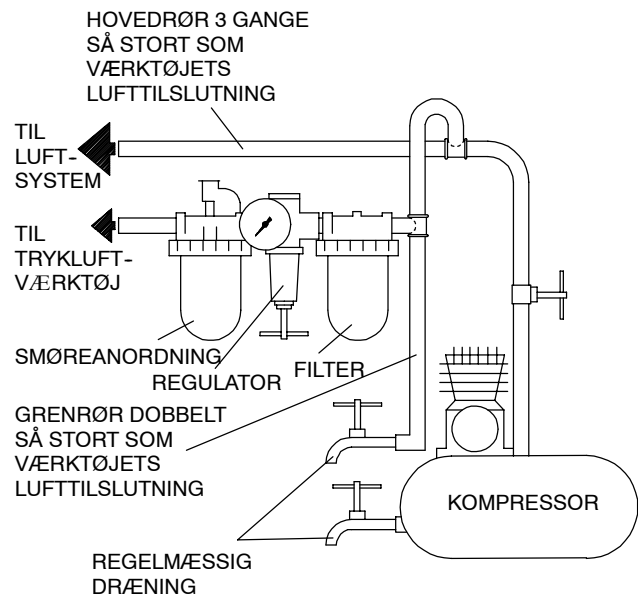 HOVEDRØR 3 GANGE
SÅ STORT SOM
VÆRKTØJETS
LUFTTILSLUTNING
TIL
LUFT-
SYSTEM
TIL
TRYKLUFT-
VÆRKTØJ
SMØREANORDNING
REGULATOR
FILTER
GRENRØR DOBBELT
SÅ STORT SOM
VÆRKTØJETS
LUFTTILSLUTNING
KOMPRESSOR
REGELMÆSSIG
DRÆNING